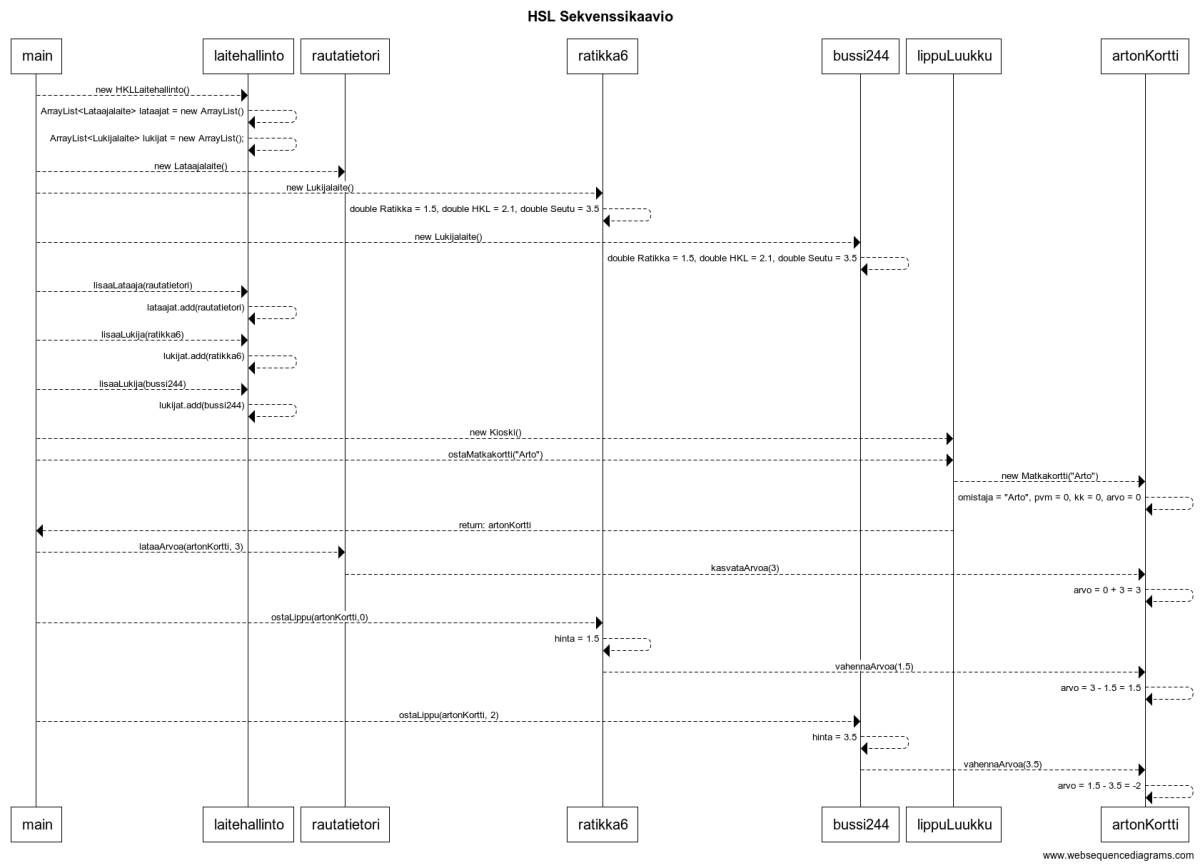 HSL Sekvenssikaavio
main laitehallinto rautatietori ratikka6 bussi244 lippuLuukku artonKortti
new HKLLaitehallinto()
ArrayList<Lataajalaite> lataajat = new ArrayList()
ArrayList<Lukijalaite> lukijat = new ArrayList();
new Lataajalaite()
new Lukijalaite()
double Ratikka = 1.5, double HKL = 2.1, double Seutu = 3.5
new Lukijalaite()
double Ratikka = 1.5, double HKL = 2.1, double Seutu = 3.5
lisaaLataaja(rautatietori)
lataajat.add(rautatietori)
lisaaLukija(ratikka6)
lukijat.add(ratikka6)
lisaaLukija(bussi244)
lukijat.add(bussi244)
new Kioski()
ostaMatkakortti("Arto")
new Matkakortti("Arto")
omistaja = "Arto", pvm = 0, kk = 0, arvo = 0
return: artonKortti
lataaArvoa(artonKortti, 3)
kasvataArvoa(3)
arvo = 0 + 3 = 3
ostaLippu(artonKortti,0)
hinta = 1.5
vahennaArvoa(1.5)
arvo = 3 - 1.5 = 1.5
ostaLippu(artonKortti, 2)
hinta = 3.5
vahennaArvoa(3.5)
arvo = 1.5 - 3.5 = -2
main laitehallinto rautatietori ratikka6 bussi244 lippuLuukku artonKortti
www.websequencediagrams.com